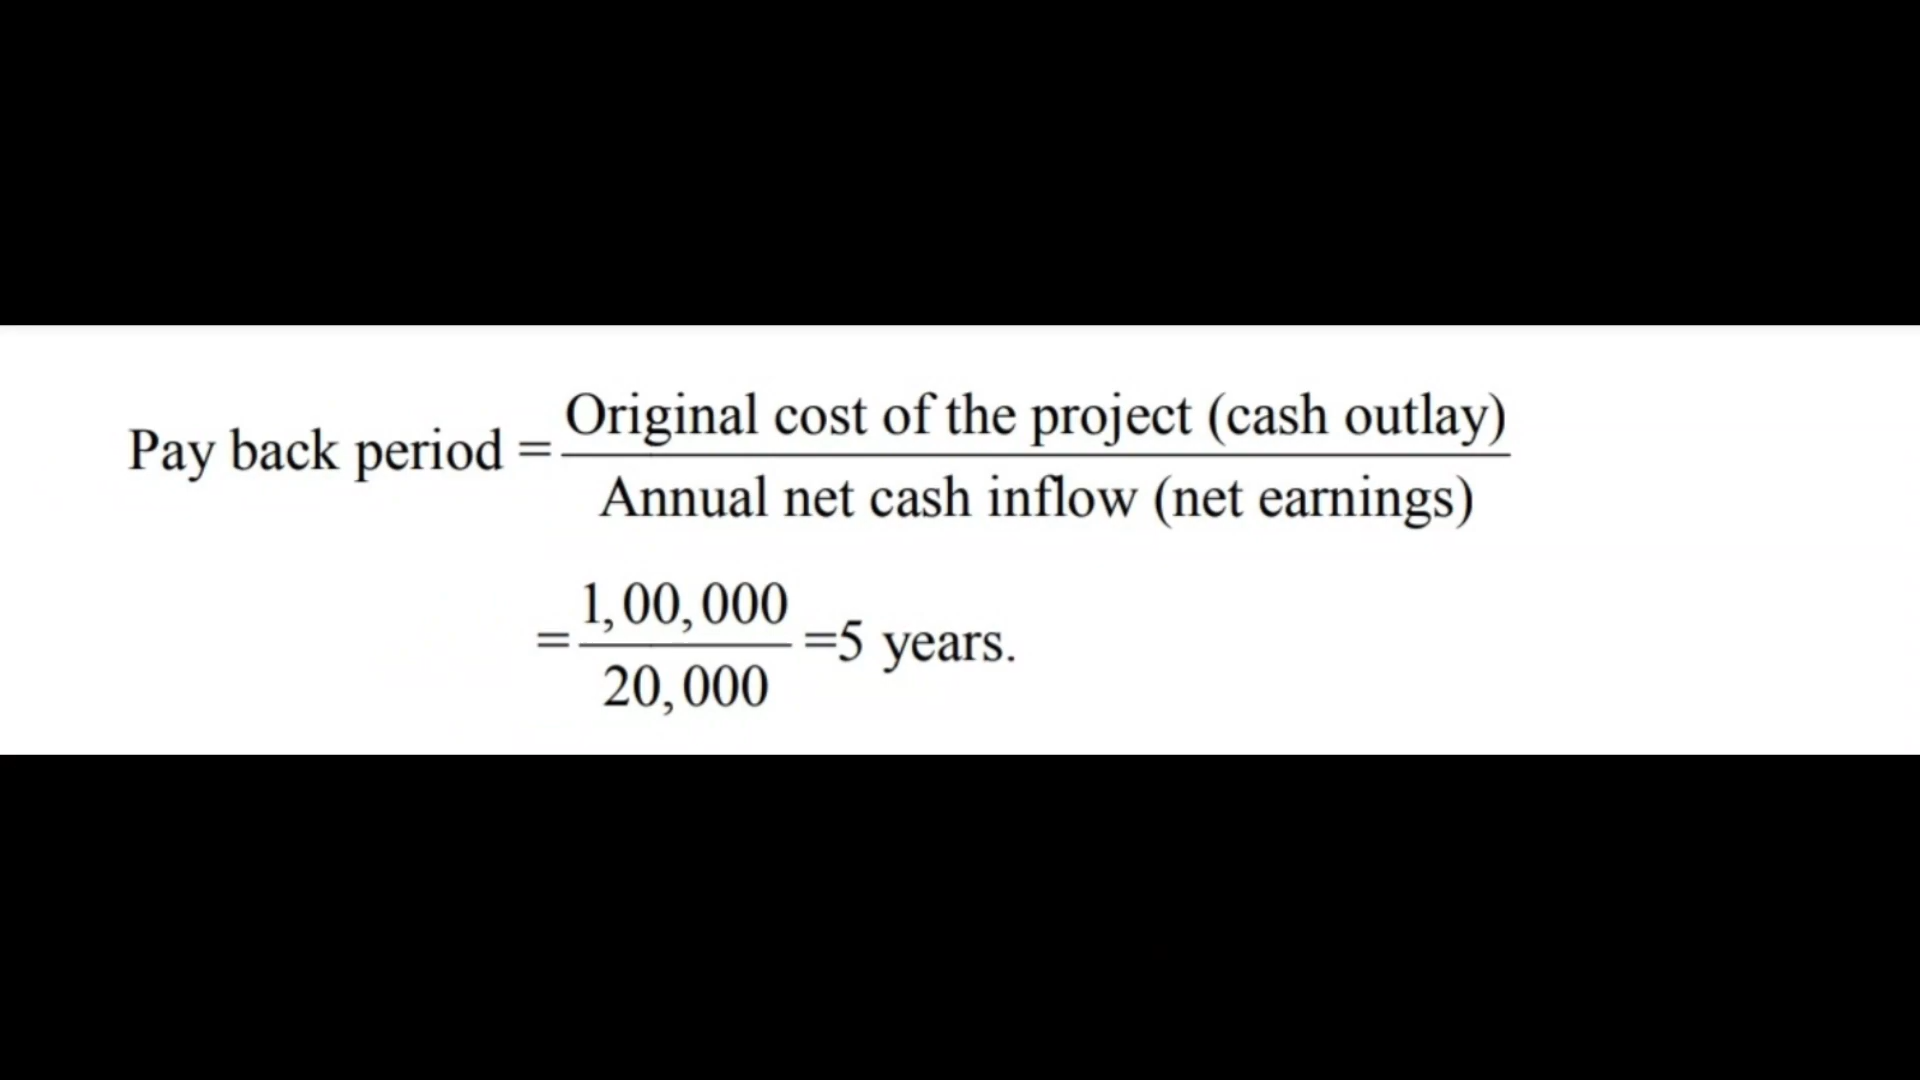 Pay back period = Original cost of the project (cash outlay) / Annual net cash inflow (net earnings)
= 1,00,000 / 20,000 =5 years.